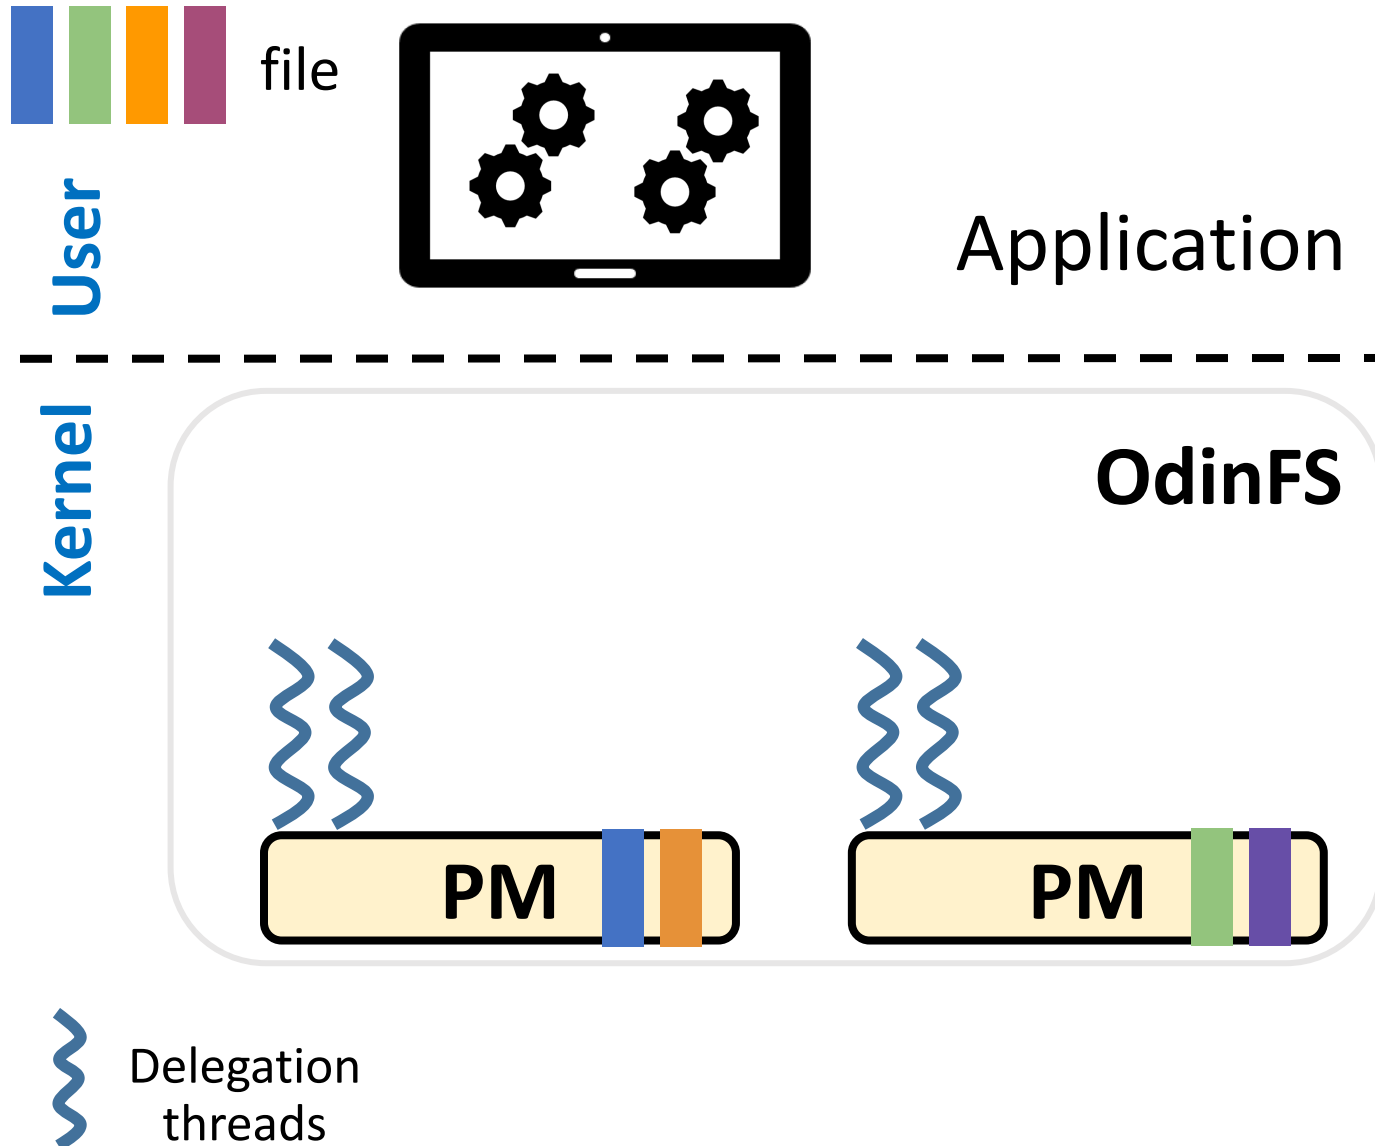 file
User
Application
Kernel
OdinFS
PM
PM
Delegation
threads